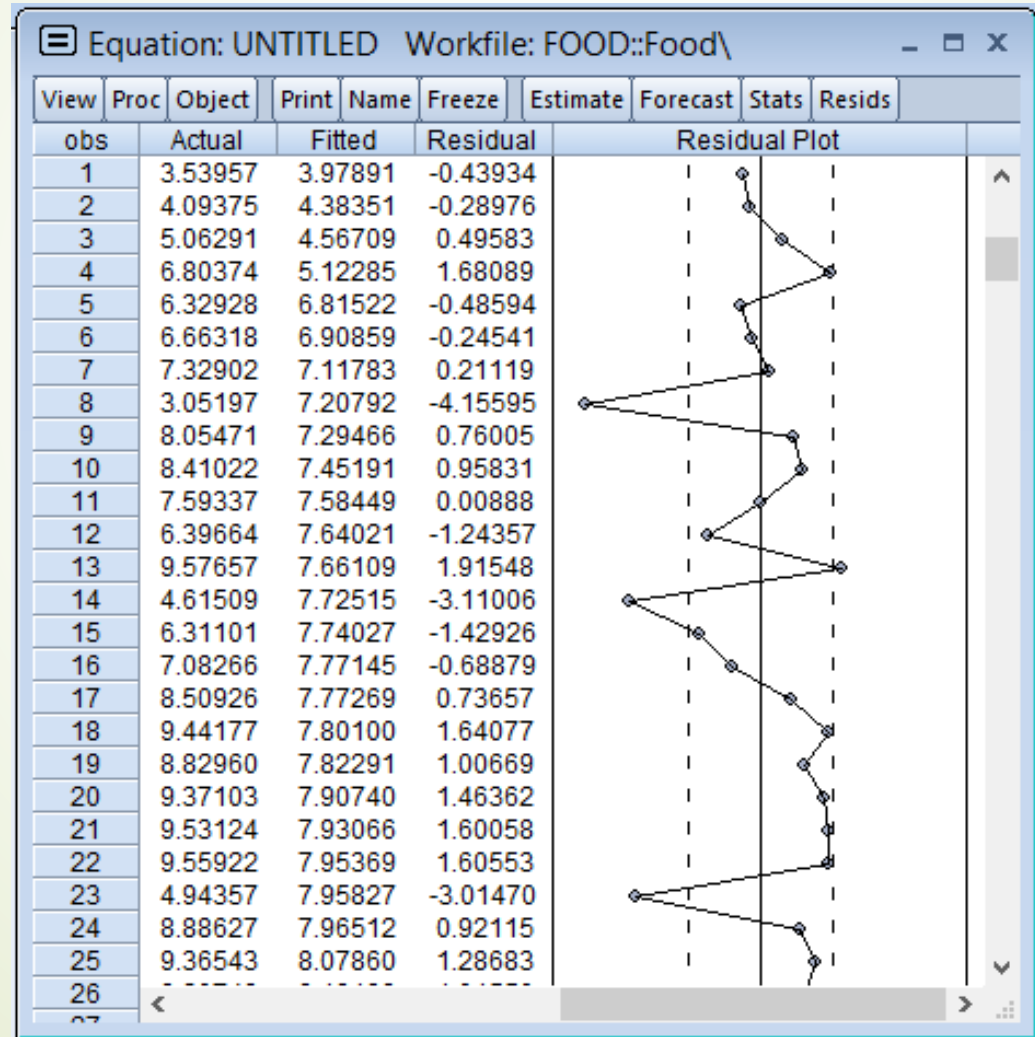 Equation: UNTITLED Workfile: FOOD::Food\
View Proc Object Print Name Freeze Estimate Forecast Stats Resids
obs Actual Fitted Residual Residual Plot
1 3.53957 3.97891 -0.43934
2 4.09375 4.38351 -0.28976
3 5.06291 4.56709 0.49583
4 6.80374 5.12285 1.68089
5 6.32928 6.81522 -0.48594
6 6.66318 6.90859 -0.24541
7 7.32902 7.11783 0.21119
8 3.05197 7.20792 -4.15595
9 8.05471 7.29466 0.76005
10 8.41022 7.45191 0.95831
11 7.59337 7.58449 0.00888
12 6.39664 7.64021 -1.24357
13 9.57657 7.66109 1.91548
14 4.61509 7.72515 -3.11006
15 6.31101 7.74027 -1.42926
16 7.08266 7.77145 -0.68879
17 8.50926 7.77269 0.73657
18 9.44177 7.80100 1.64077
19 8.82960 7.82291 1.00669
20 9.37103 7.90740 1.46362
21 9.53124 7.93066 1.60058
22 9.55922 7.95369 1.60553
23 4.94357 7.95827 -3.01470
24 8.88627 7.96512 0.92115
25 9.36543 8.07860 1.28683
26